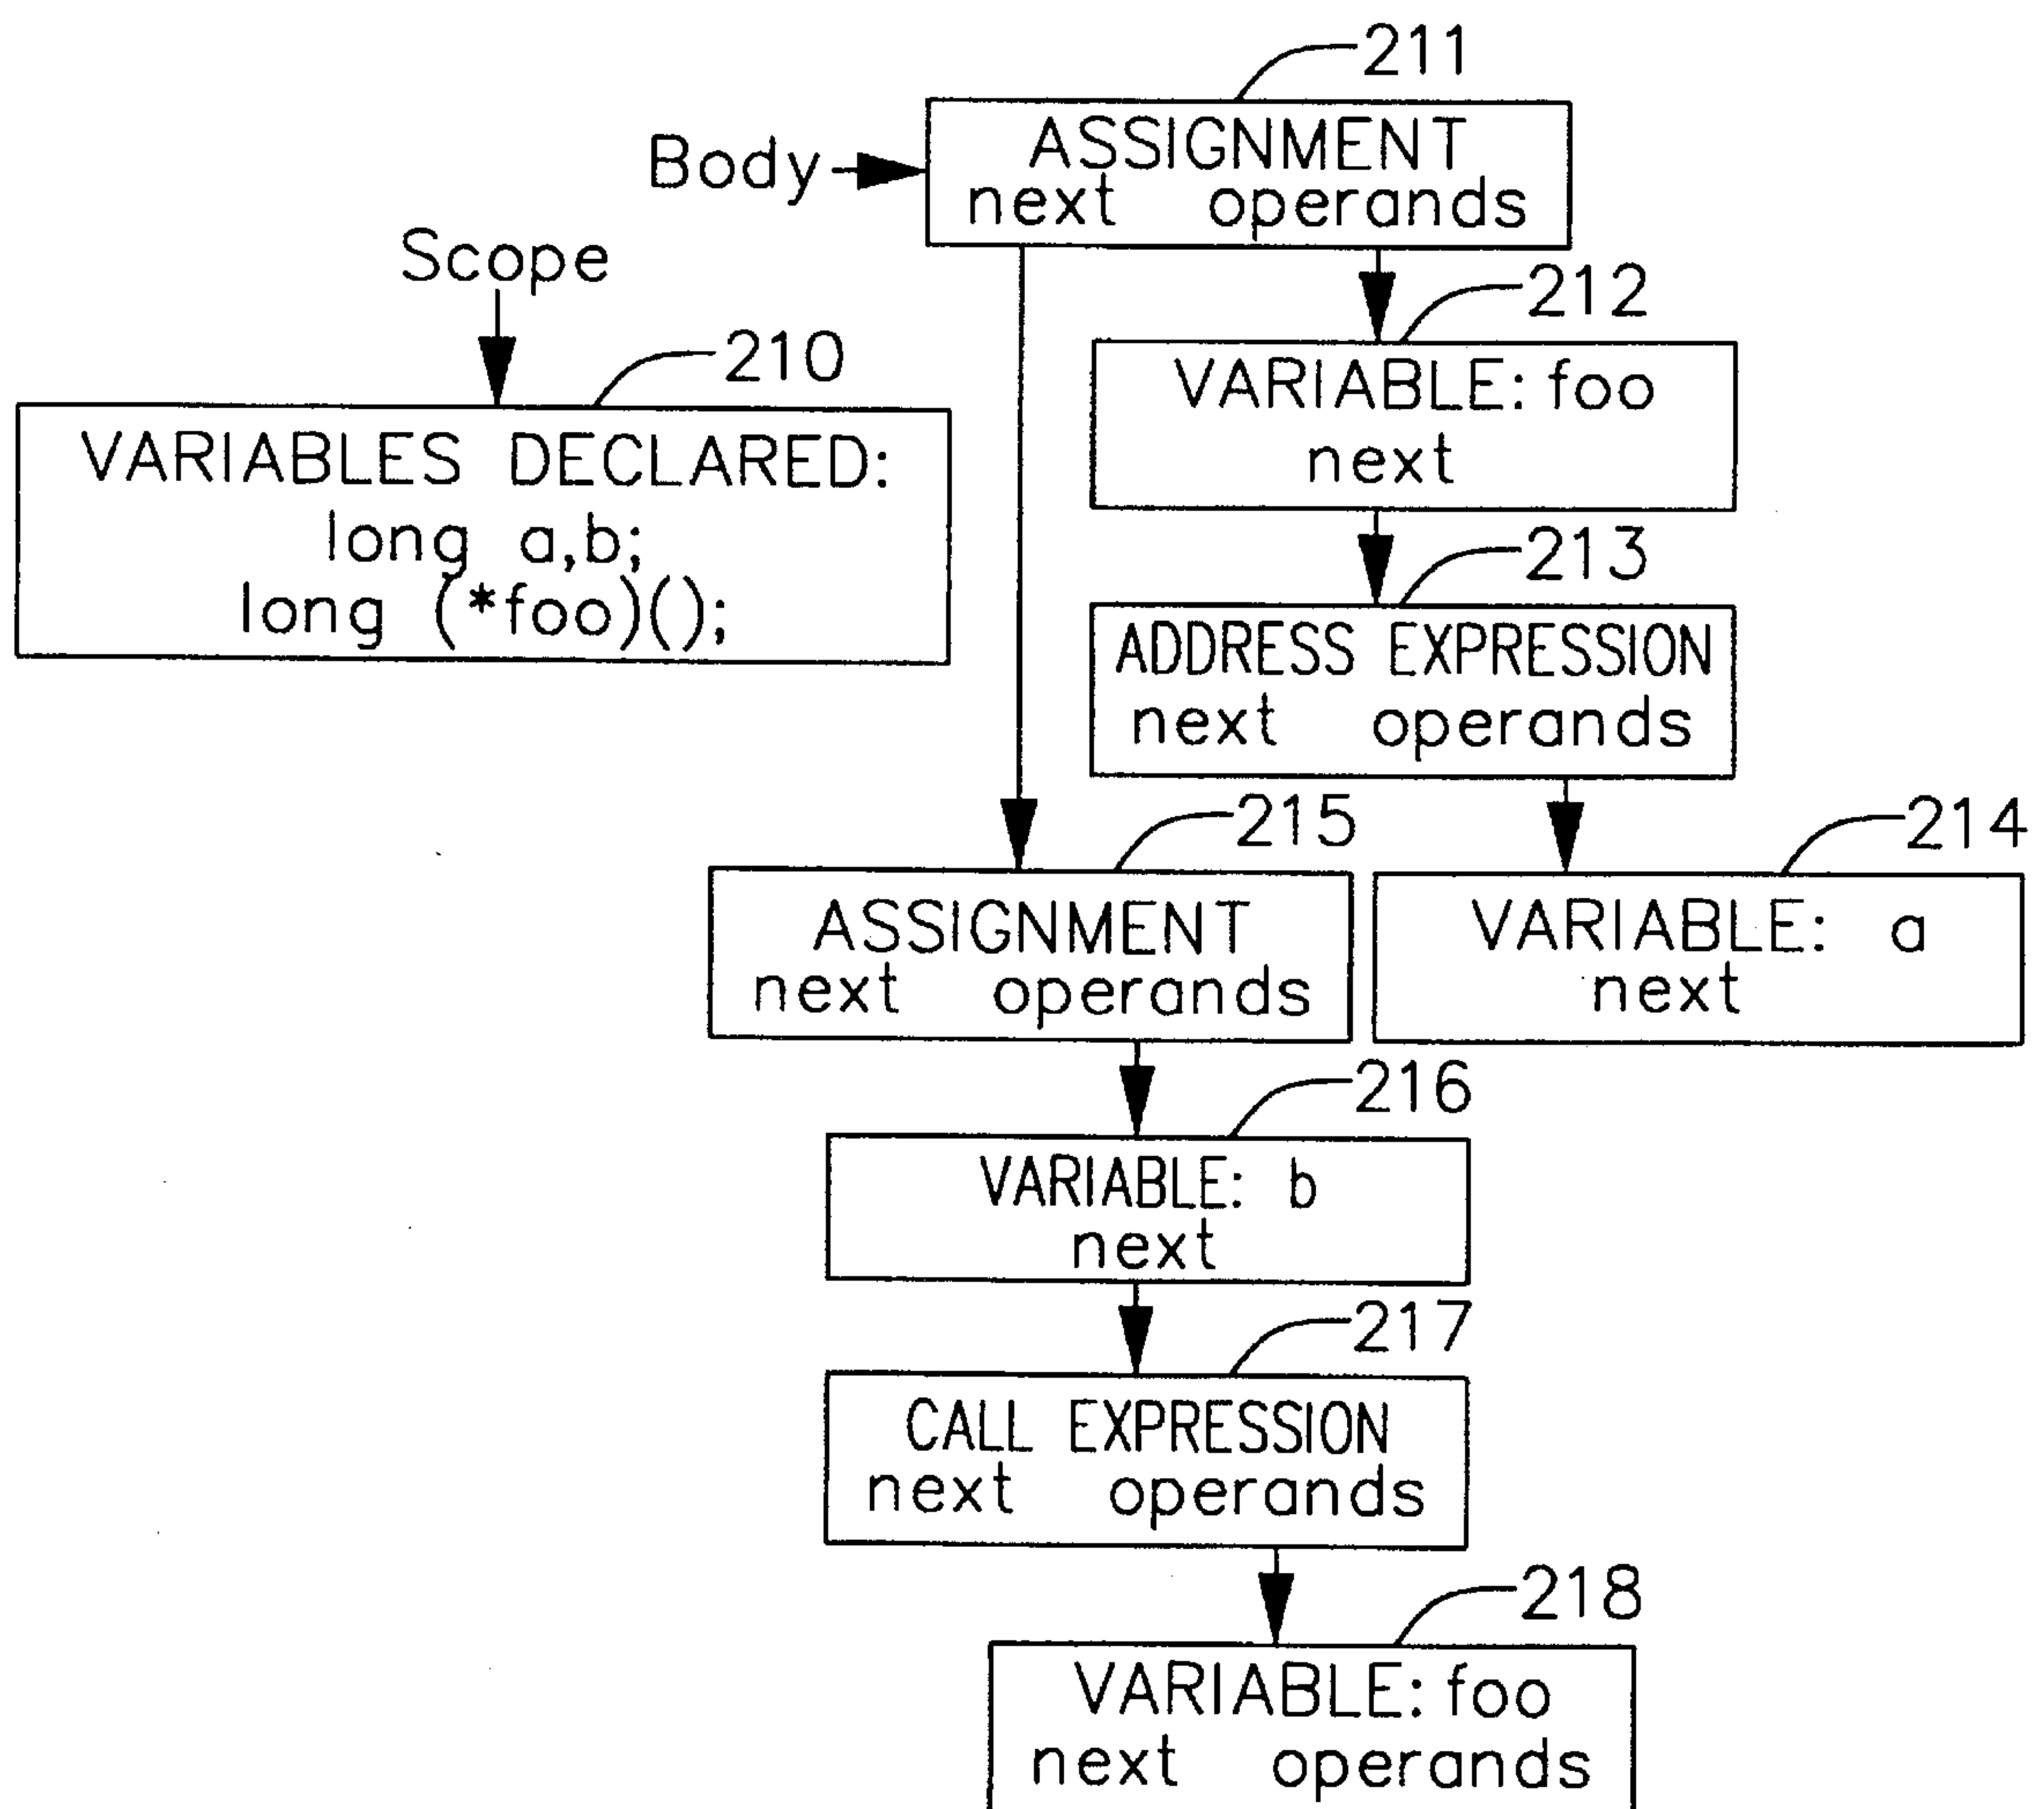 211
Body
ASSIGNMENT
next operands
Scope
212
210
VARIABLE: foo
next
VARIABLES DECLARED:
long a,b;
long (*foo)();
213
ADDRESS EXPRESSION
next operands
215
214
ASSIGNMENT
next operands
VARIABLE: a
next
216
VARIABLE: b
next
217
CALL EXPRESSION
next operands
218
VARIABLE: foo
next operands